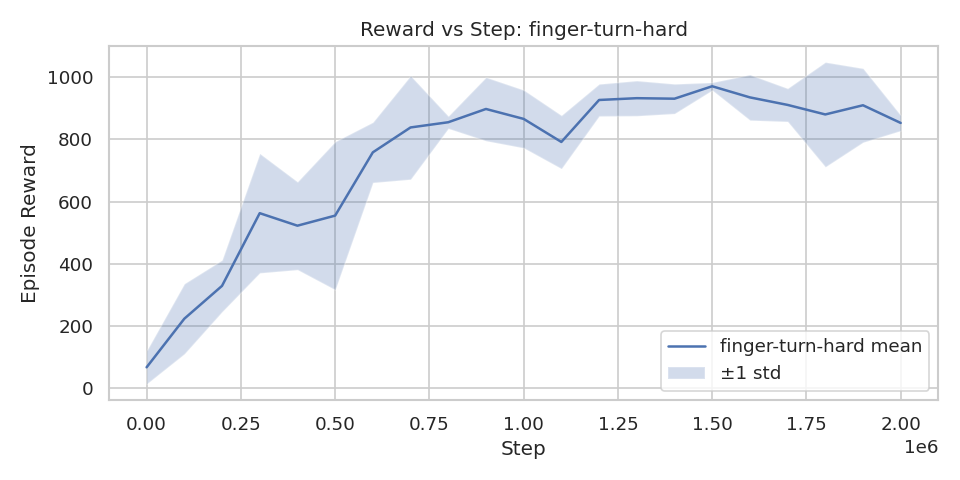 Reward vs Step: finger-turn-hard
Episode Reward
1000
800
600
400
200
0
finger-turn-hard mean
±1 std
0.00 0.25 0.50 0.75 1.00 1.25 1.50 1.75 2.00
1e6
Step